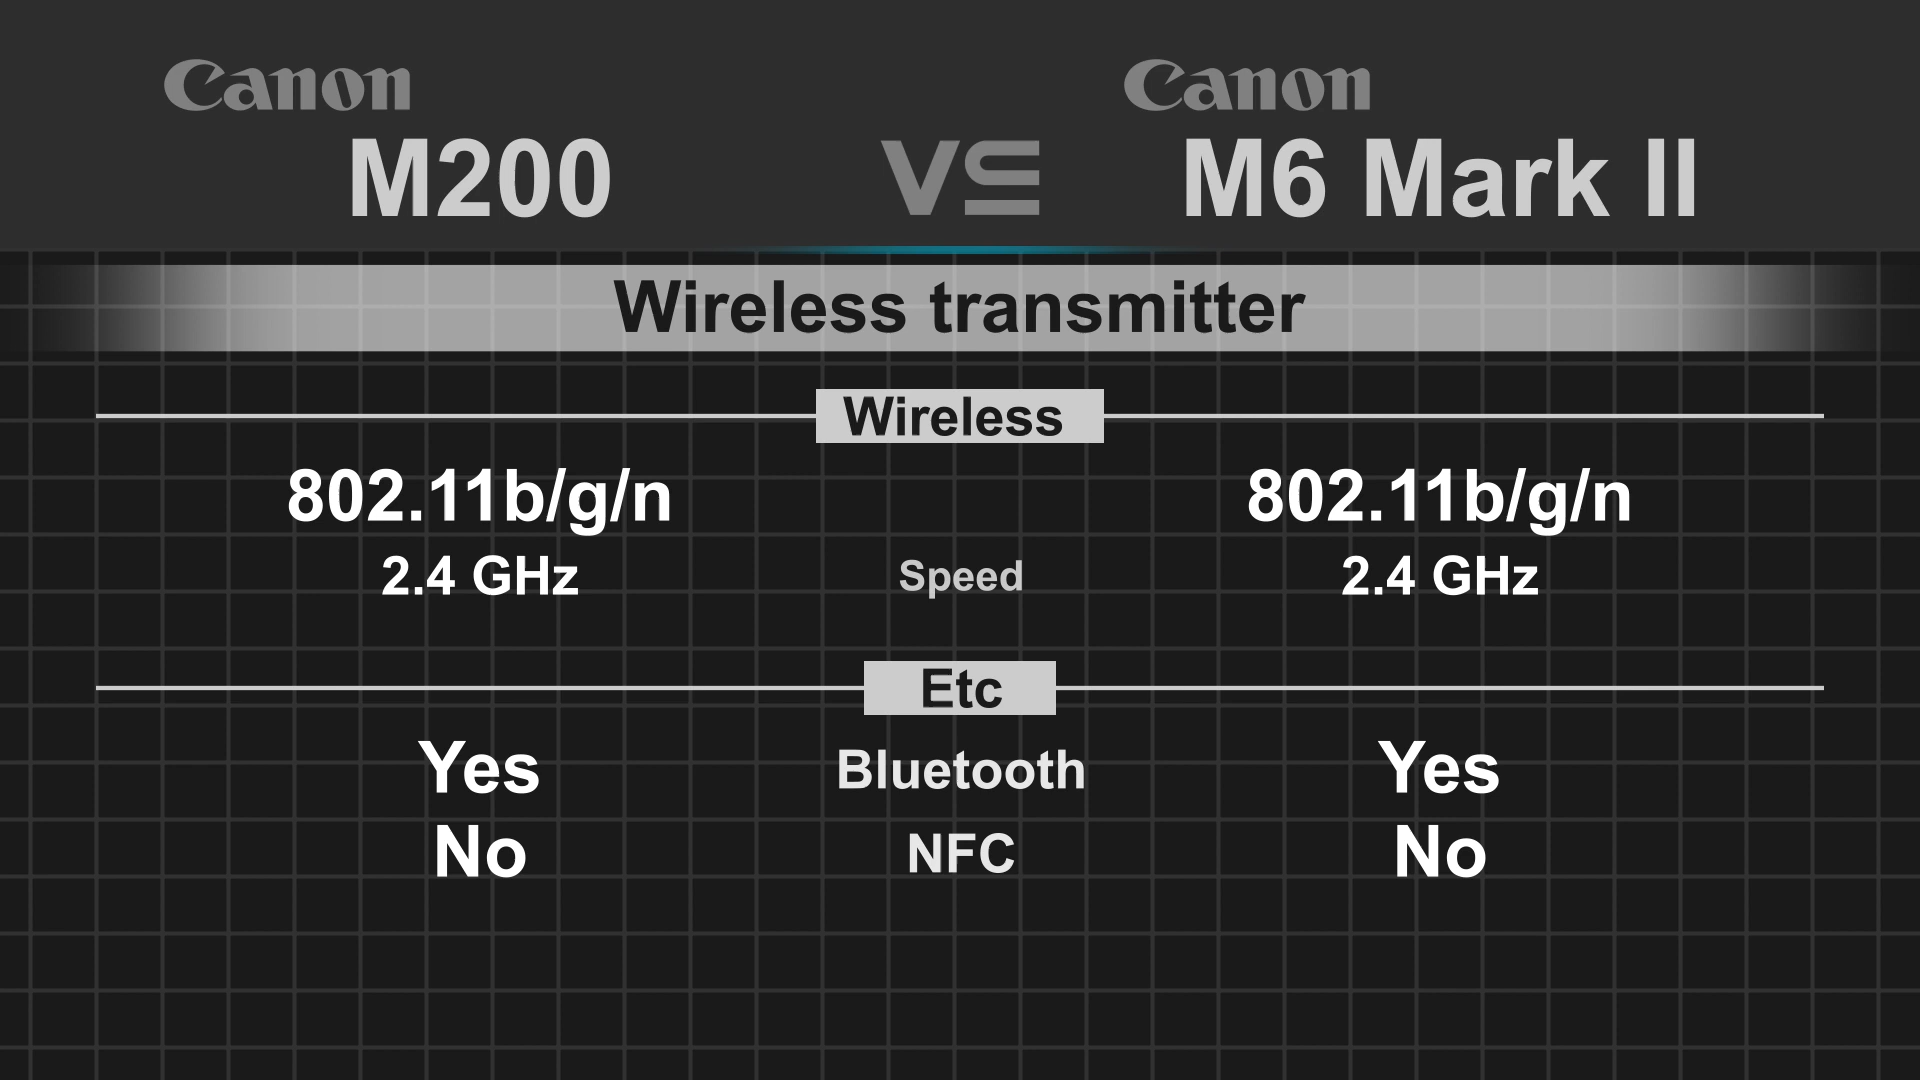 Canon Canon
M200 VS M6 Mark II
Wireless transmitter
Wireless
802.11b/g/n 802.11b/g/n
2.4 GHz Speed 2.4 GHz
Etc
Yes Bluetooth Yes
No NFC No